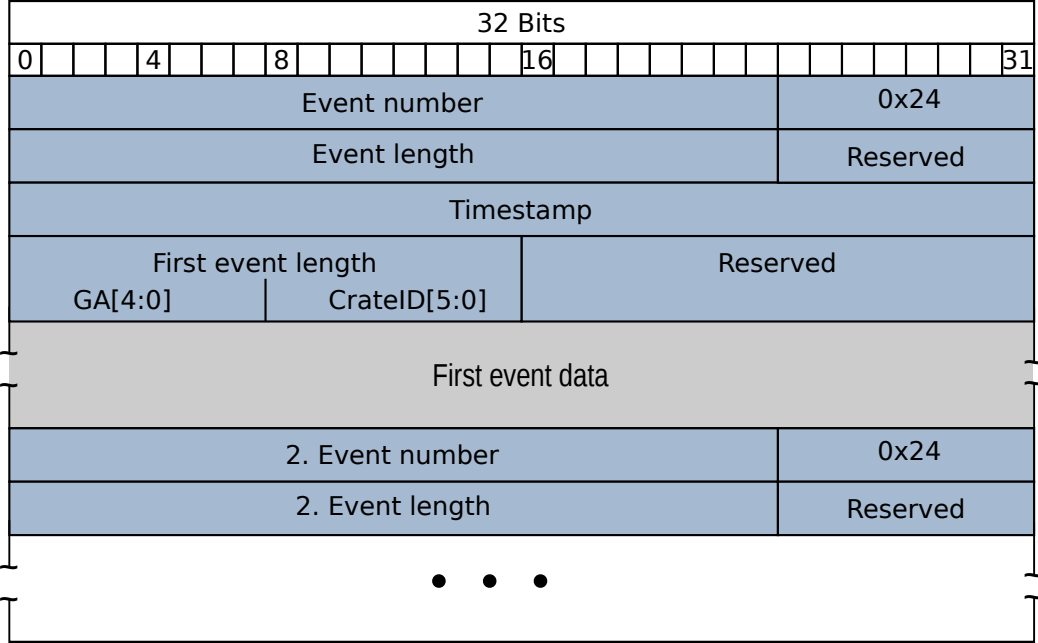 32 Bits
0 4 8 16 31
Event number 0x24
Event length Reserved
Timestamp
First event length Reserved
GA[4:0] CrateID[5:0]
First event data
2. Event number 0x24
2. Event length Reserved
• • •